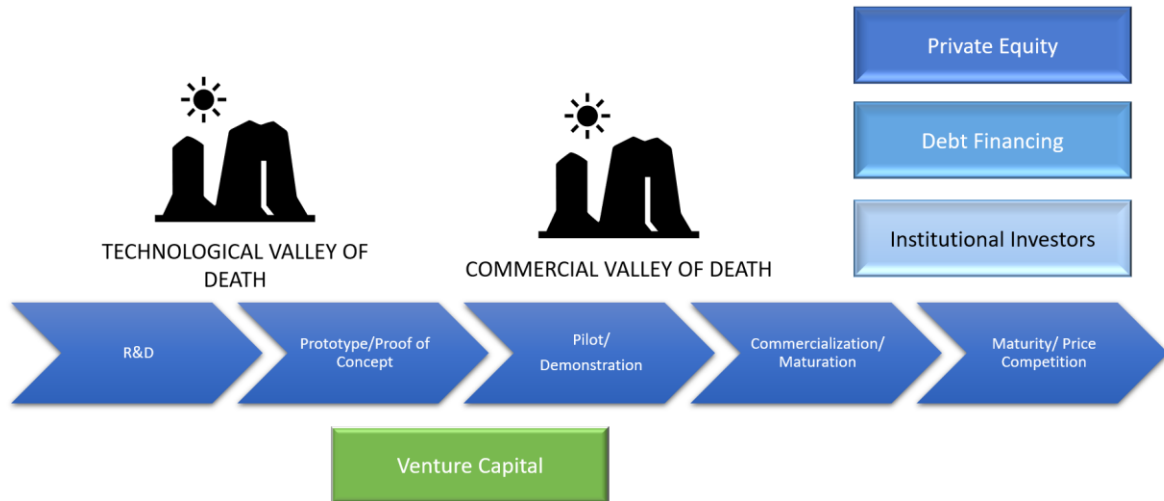 Private Equity
Debt Financing
Institutional Investors
TECHNOLOGICAL VALLEY OF
DEATH
COMMERCIAL VALLEY OF DEATH
R&D
Prototype/Proof of
Concept
Pilot/
Demonstration
Commercialization/
Maturation
Maturity/ Price
Competition
Venture Capital